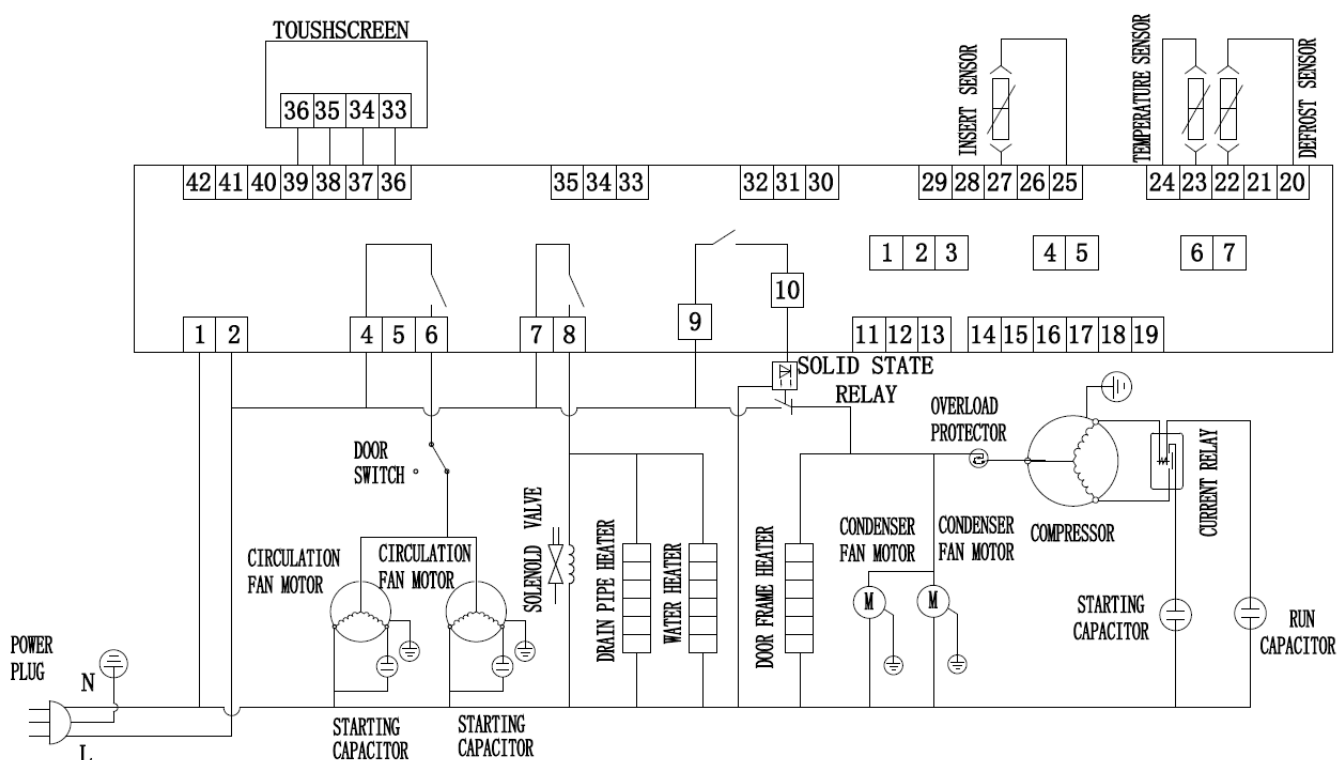 TOUSHSCREEN
36 35 34 33
INSERT SENSOR
TEMPERATURE SENSOR
DEFROST SENSOR
42 41 40 39 38 37 36
35 34 33
32 31 30
29 28 27 26 25
24 23 22 21 20
1 2 3
4 5
6 7
10
9
1 2
4 5 6
7 8
11 12 13
14 15 16 17 18 19
SOLID STATE
RELAY
OVERLOAD
PROTECTOR
CURRENT RELAY
COMPRESSOR
DOOR
SWITCH
CIRCULATION
FAN MOTOR
CIRCULATION
FAN MOTOR
SOLENOLD VALVE
DRAIN PIPE HEATER
WATER HEATER
DOOR FRAME HEATER
CONDENSER
FAN MOTOR
CONDENSER
FAN MOTOR
M
M
STARTING
CAPACITOR
RUN
CAPACITOR
POWER
PLUG
N
L
STARTING
CAPACITOR
STARTING
CAPACITOR